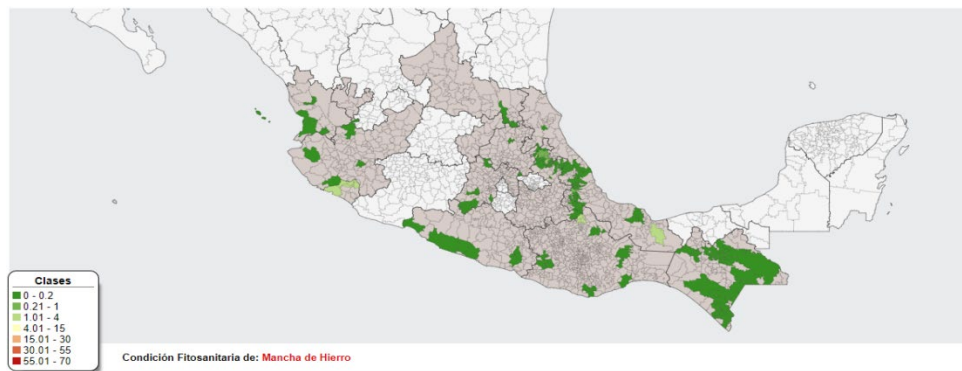 Clases
0 - 0.2
0.21 - 1
1.01 - 4
4.01 - 15
15.01 - 30
30.01 - 55
55.01 - 70
Condición Fitosanitaria de: Mancha de Hierro